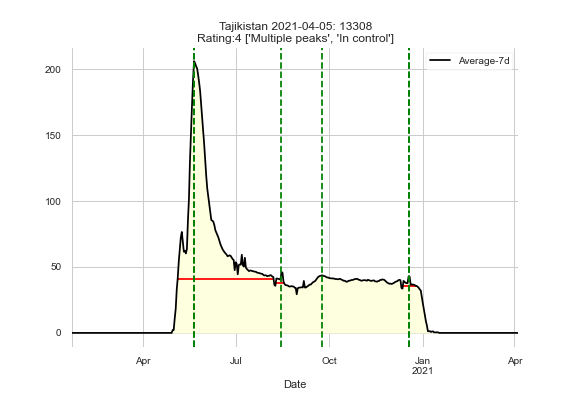 Tajikistan 2021-04-05: 13308
Rating:4 ['Multiple peaks', 'In control']
Average-7d
200
150
100
50
0
Apr
Jul
Oct
Jan
2021
Apr
Date